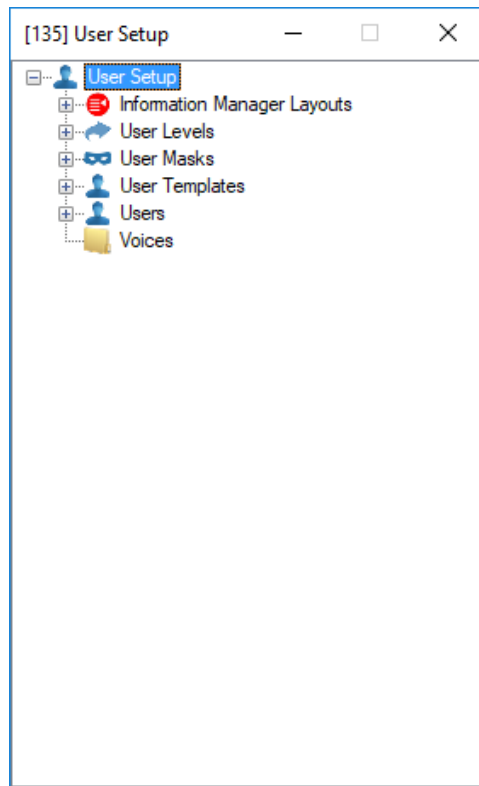 [135] User Setup
User Setup
Information Manager Layouts
User Levels
User Masks
User Templates
Users
Voices